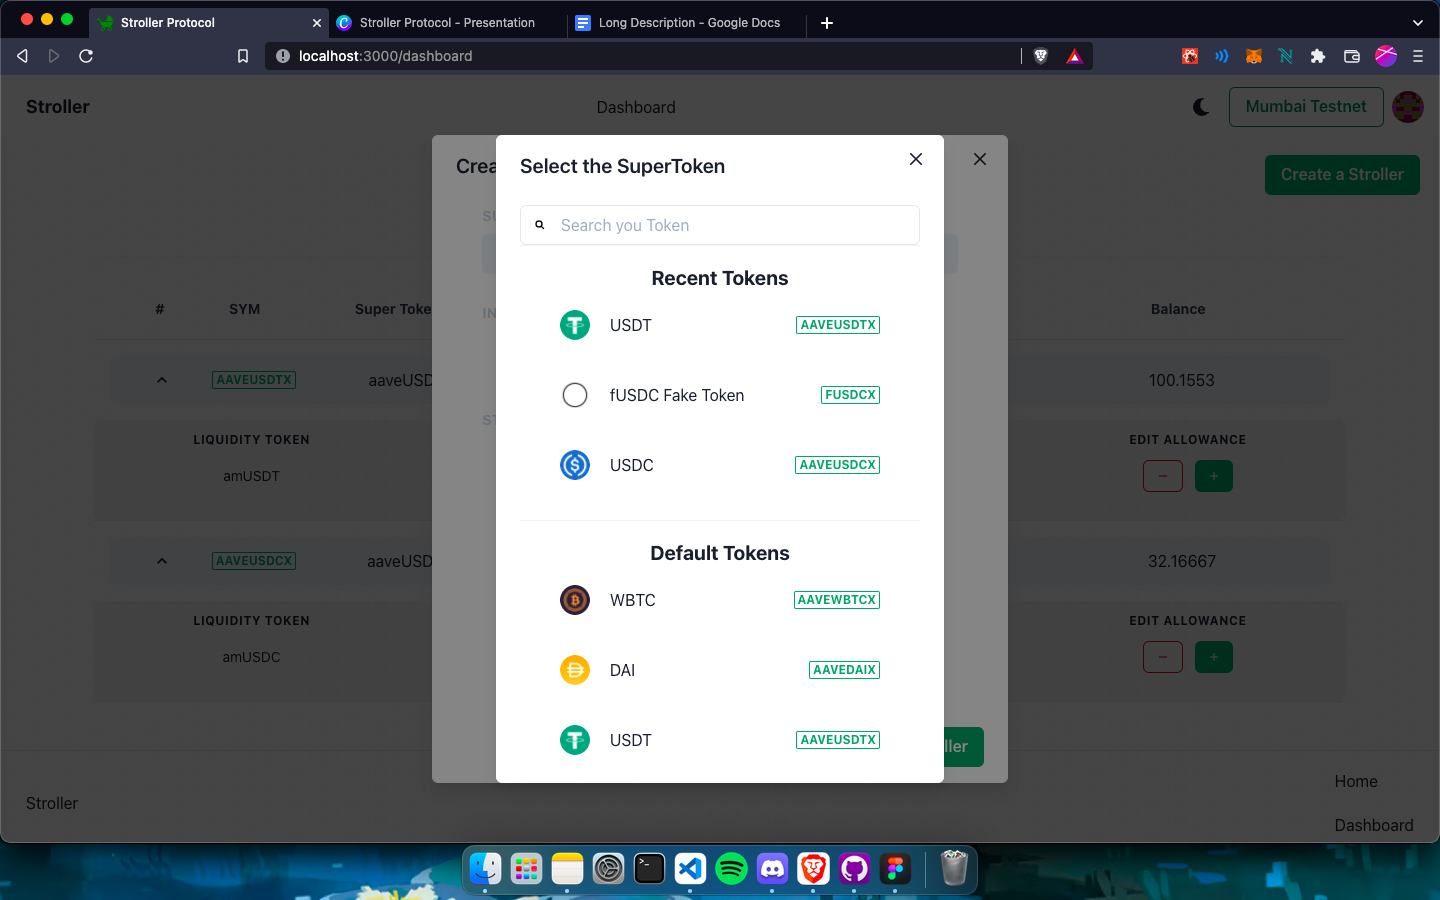 Stroller Protocol
Stroller Protocol - Presentation
Long Description - Google Docs
localhost:3000/dashboard
Stroller
Dashboard
Mumbai Testnet
Create a Stroller
Select the SuperToken
Search you Token
Recent Tokens
USDT AAVEUSDTX
fUSDC Fake Token FUSDCX
USDC AAVEUSDCX
Default Tokens
WBTC AAVEWBTCX
DAI AAVEDAIX
USDT AAVEUSDTX
# SYM Super Toke Balance
AAVEUSDTX aaveUSD 100.1553
LIQUIDITY TOKEN EDIT ALLOWANCE
amUSDT - +
AAVEUSDCX aaveUSD 32.16667
LIQUIDITY TOKEN EDIT ALLOWANCE
amUSDC - +
Crea
SU
IN
ST
ller
Stroller
Home
Dashboard